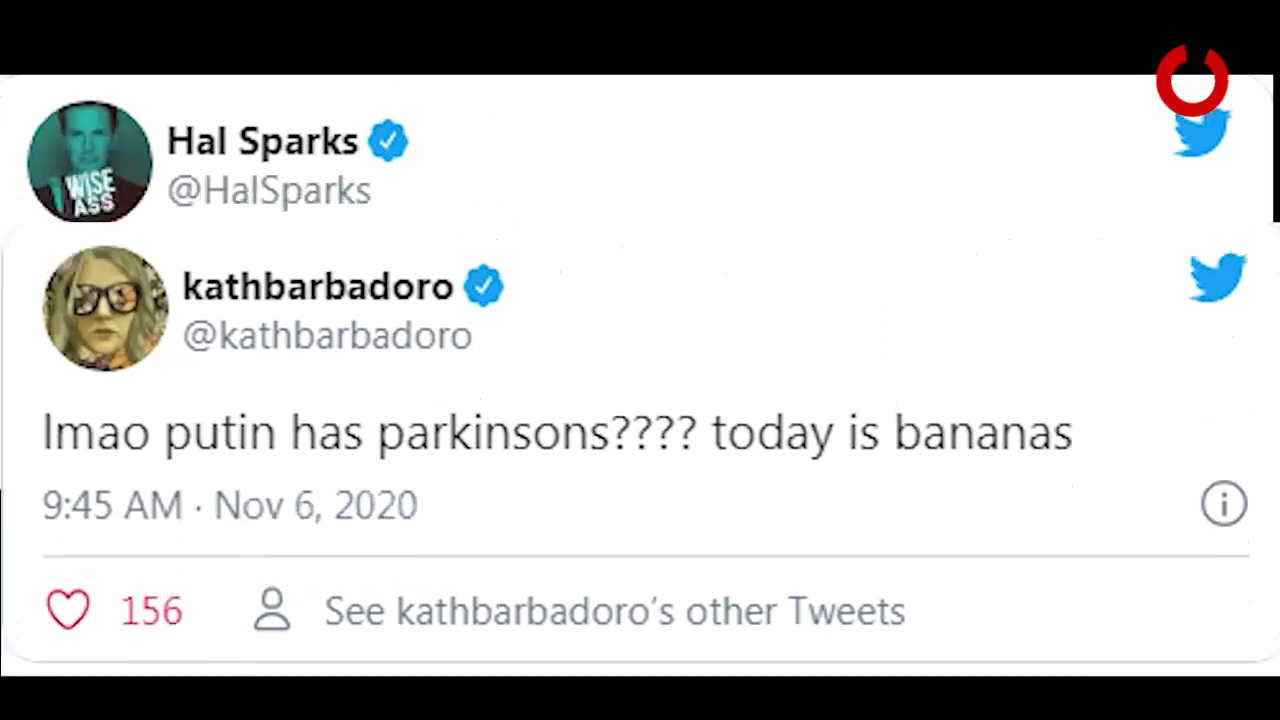 Hal Sparks
@HalSparks
WISE
ASS
kathbarbadoro
@kathbarbadoro
lmao putin has parkinsons???? today is bananas
9:45 AM · Nov 6, 2020
156
See kathbarbadoro's other Tweets